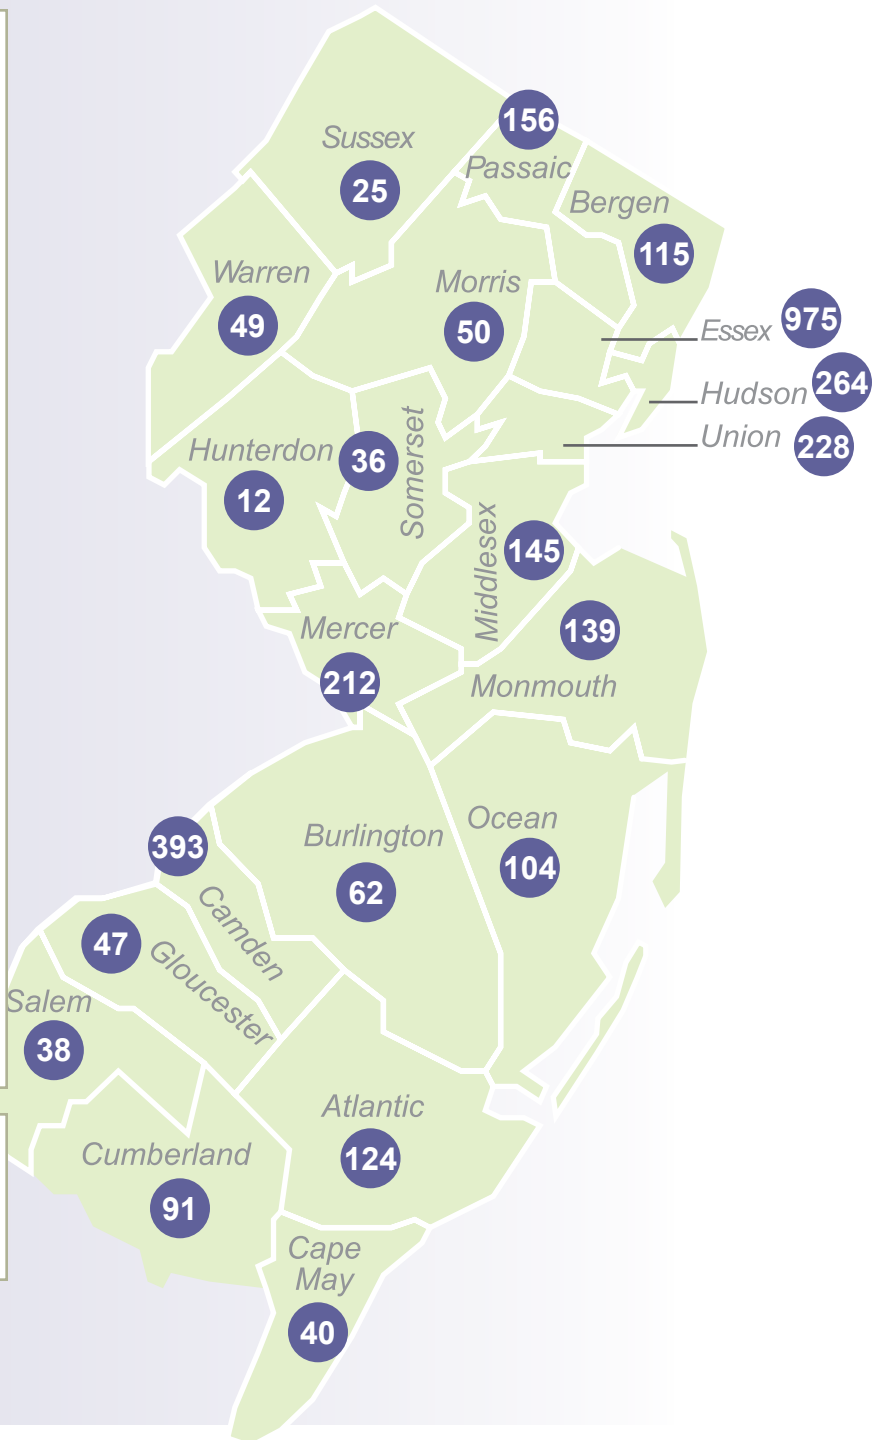 156
Sussex
Passaic
25
Bergen
115
Warren
Morris
49
50
Essex 975
Hudson 264
Union 228
Hunterdon
36
Somerset
12
Middlesex
145
Mercer
139
212
Monmouth
393
Burlington
Ocean
62
104
Camden
47
Gloucester
Salem
38
Atlantic
124
Cumberland
91
Cape
May
40